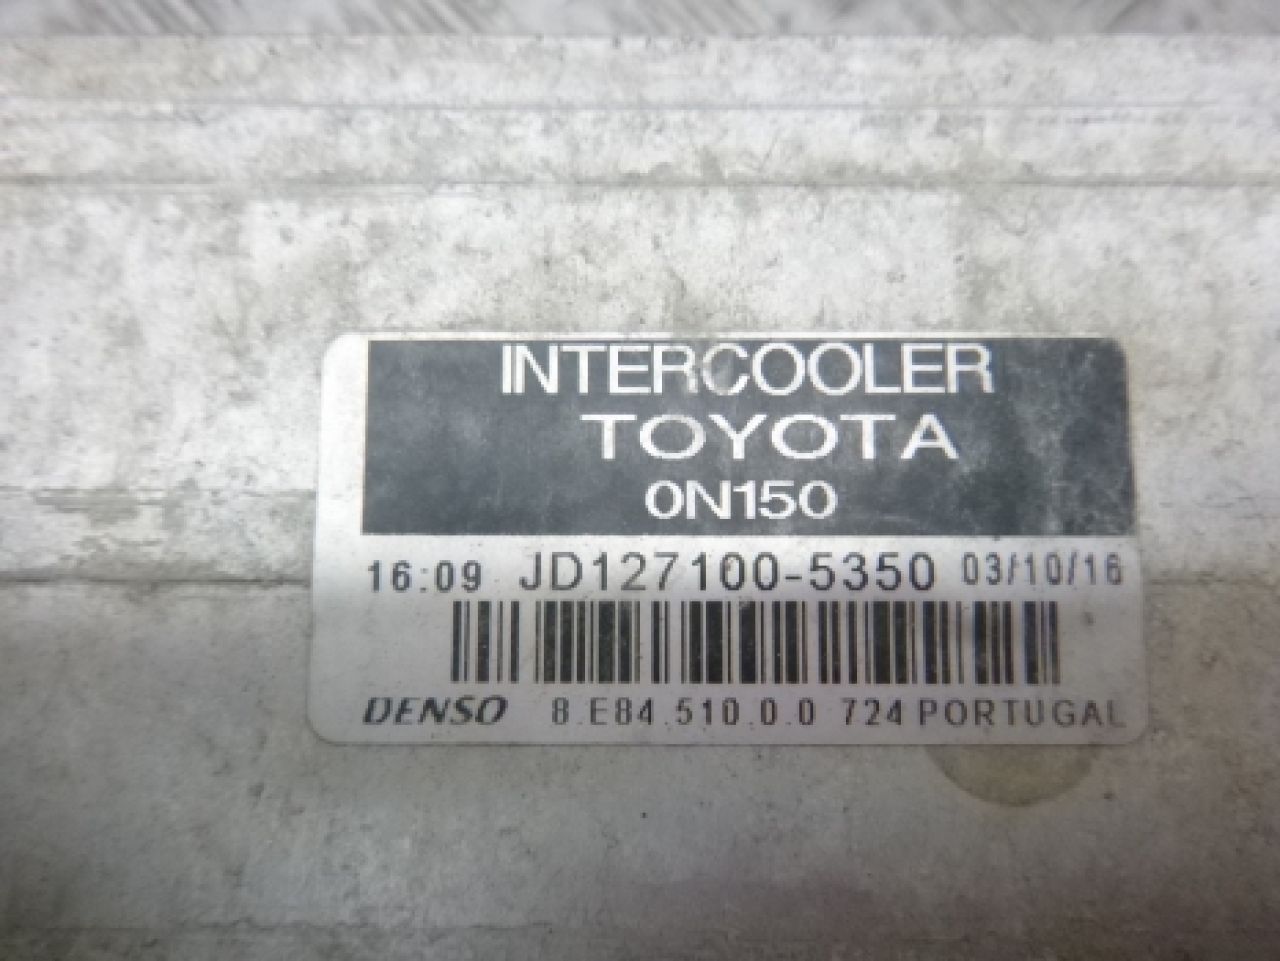 INTERCOOLER
TOYOTA
0N150
16:09 JD127100-5350 03/10/16
DENSO 8.E84.510.0.0 724 PORTUGAL